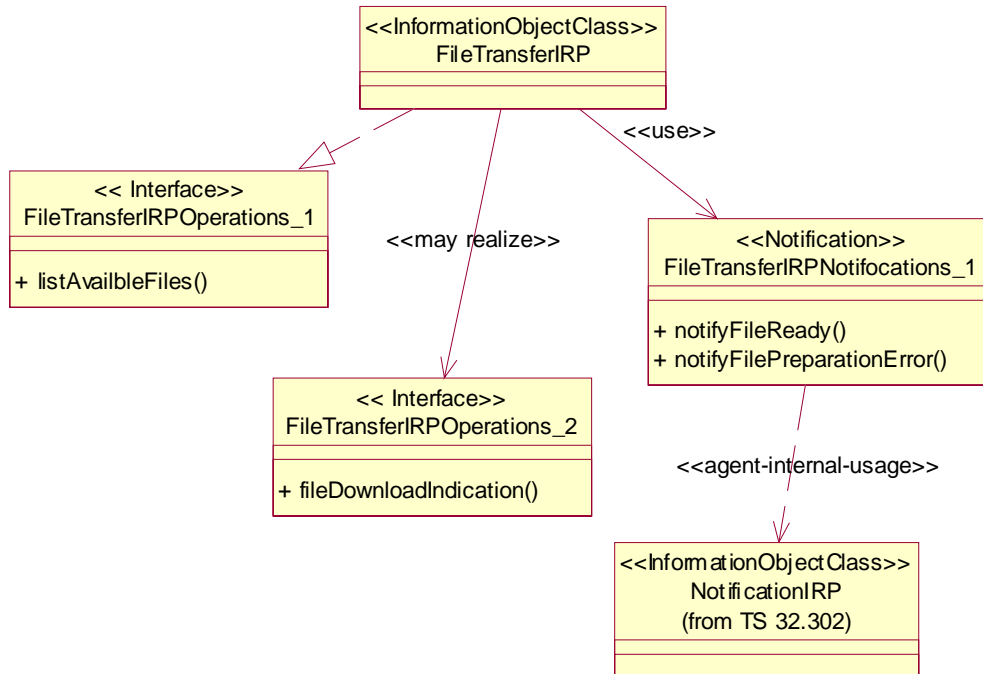 <<InformationObjectClass>>
FileTransferIRP
<<use>>
<< Interface>>
FileTransferIRPOperations_1
+ listAvailbleFiles()
<<may realize>>
<<Notification>>
FileTransferIRPNotifocations_1
+ notifyFileReady()
+ notifyFilePreparationError()
<< Interface>>
FileTransferIRPOperations_2
+ fileDownloadIndication()
<<agent-internal-usage>>
<<InformationObjectClass>>
NotificationIRP
(from TS 32.302)